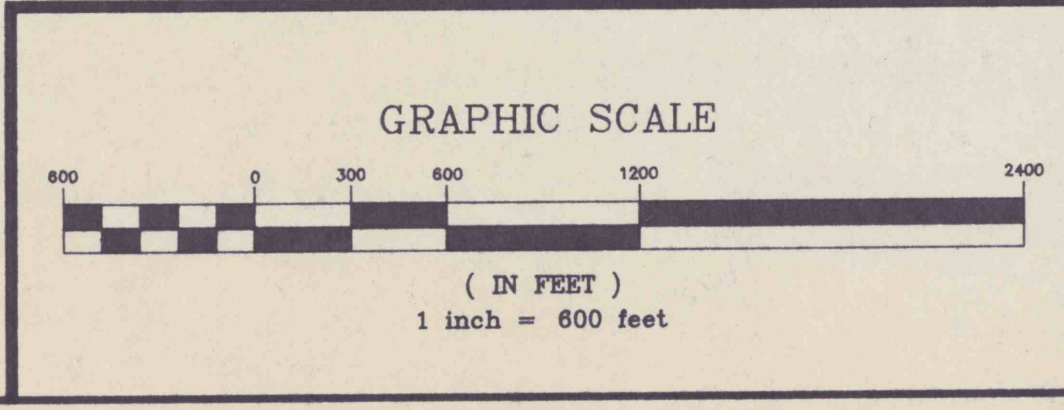 GRAPHIC SCALE
600 0 300 600 1200 2400
( IN FEET )
1 inch = 600 feet